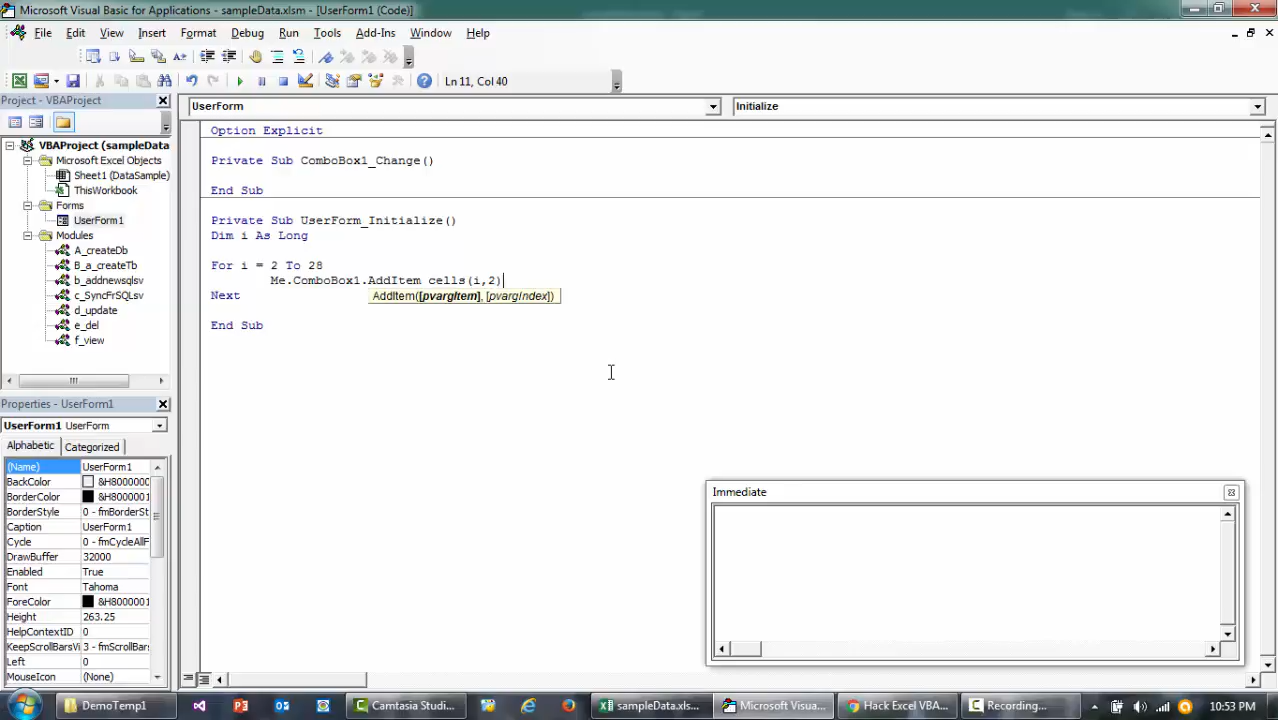 Microsoft Visual Basic for Applications - sampleData.xlsm - [UserForm1 (Code)]
File Edit View Insert Format Debug Run Tools Add-Ins Window Help
Ln 11, Col 40
Project - VBAProject
UserForm
Initialize
VBAProject (sampleData
Microsoft Excel Objects
Sheet1 (DataSample)
ThisWorkbook
Forms
UserForm1
Modules
A_createDb
B_a_createTb
b_addnewsqlsv
c_SyncFrSQLsv
d_update
e_del
f_view
Option Explicit
Private Sub ComboBox1_Change()
End Sub
Private Sub UserForm_Initialize()
Dim i As Long
For i = 2 To 28
Me.ComboBox1.AddItem cells(i,2)
Next
AddItem([pvargItem], [pvargIndex])
End Sub
Properties - UserForm1
UserForm1 UserForm
Alphabetic Categorized
(Name) UserForm1
BackColor &H8000000
BorderColor &H8000001
BorderStyle 0 - fmBorderSt
Caption UserForm1
Cycle 0 - fmCycleAllF
DrawBuffer 32000
Enabled True
Font Tahoma
ForeColor &H8000001
Height 263.25
HelpContextID 0
KeepScrollBarsVi 3 - fmScrollBars
Left 0
MouseIcon (None)
Immediate
DemoTemp1
Camtasia Studi...
sampleData.xls...
Microsoft Visua...
Hack Excel VBA...
Recording...
10:53 PM